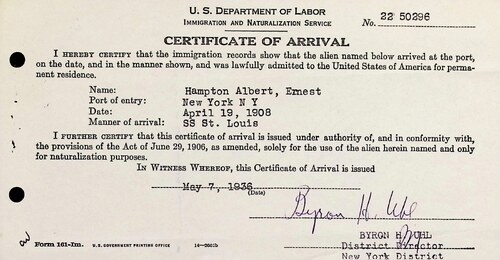 U. S. DEPARTMENT OF LABOR
IMMIGRATION AND NATURALIZATION SERVICE
No. 22 50296
CERTIFICATE OF ARRIVAL
I HEREBY CERTIFY that the immigration records show that the alien named below arrived at the port,
on the date, and in the manner shown, and was lawfully admitted to the United States of America for perma-
nent residence.
Name: Hampton Albert, Ernest
Port of entry: New York N Y
Date: April 19, 1908
Manner of arrival: SS St. Louis
I FURTHER CERTIFY that this certificate of arrival is issued under authority of, and in conformity with,
the provisions of the Act of June 29, 1906, as amended, solely for the use of the alien herein named and only
for naturalization purposes.
IN WITNESS WHEREOF, this Certificate of Arrival is issued
May 7, 1936
(Date)
Byron H. Uhl
BYRON H. UHL
District Director
New York District
Form 161-Im.
U. S. GOVERNMENT PRINTING OFFICE